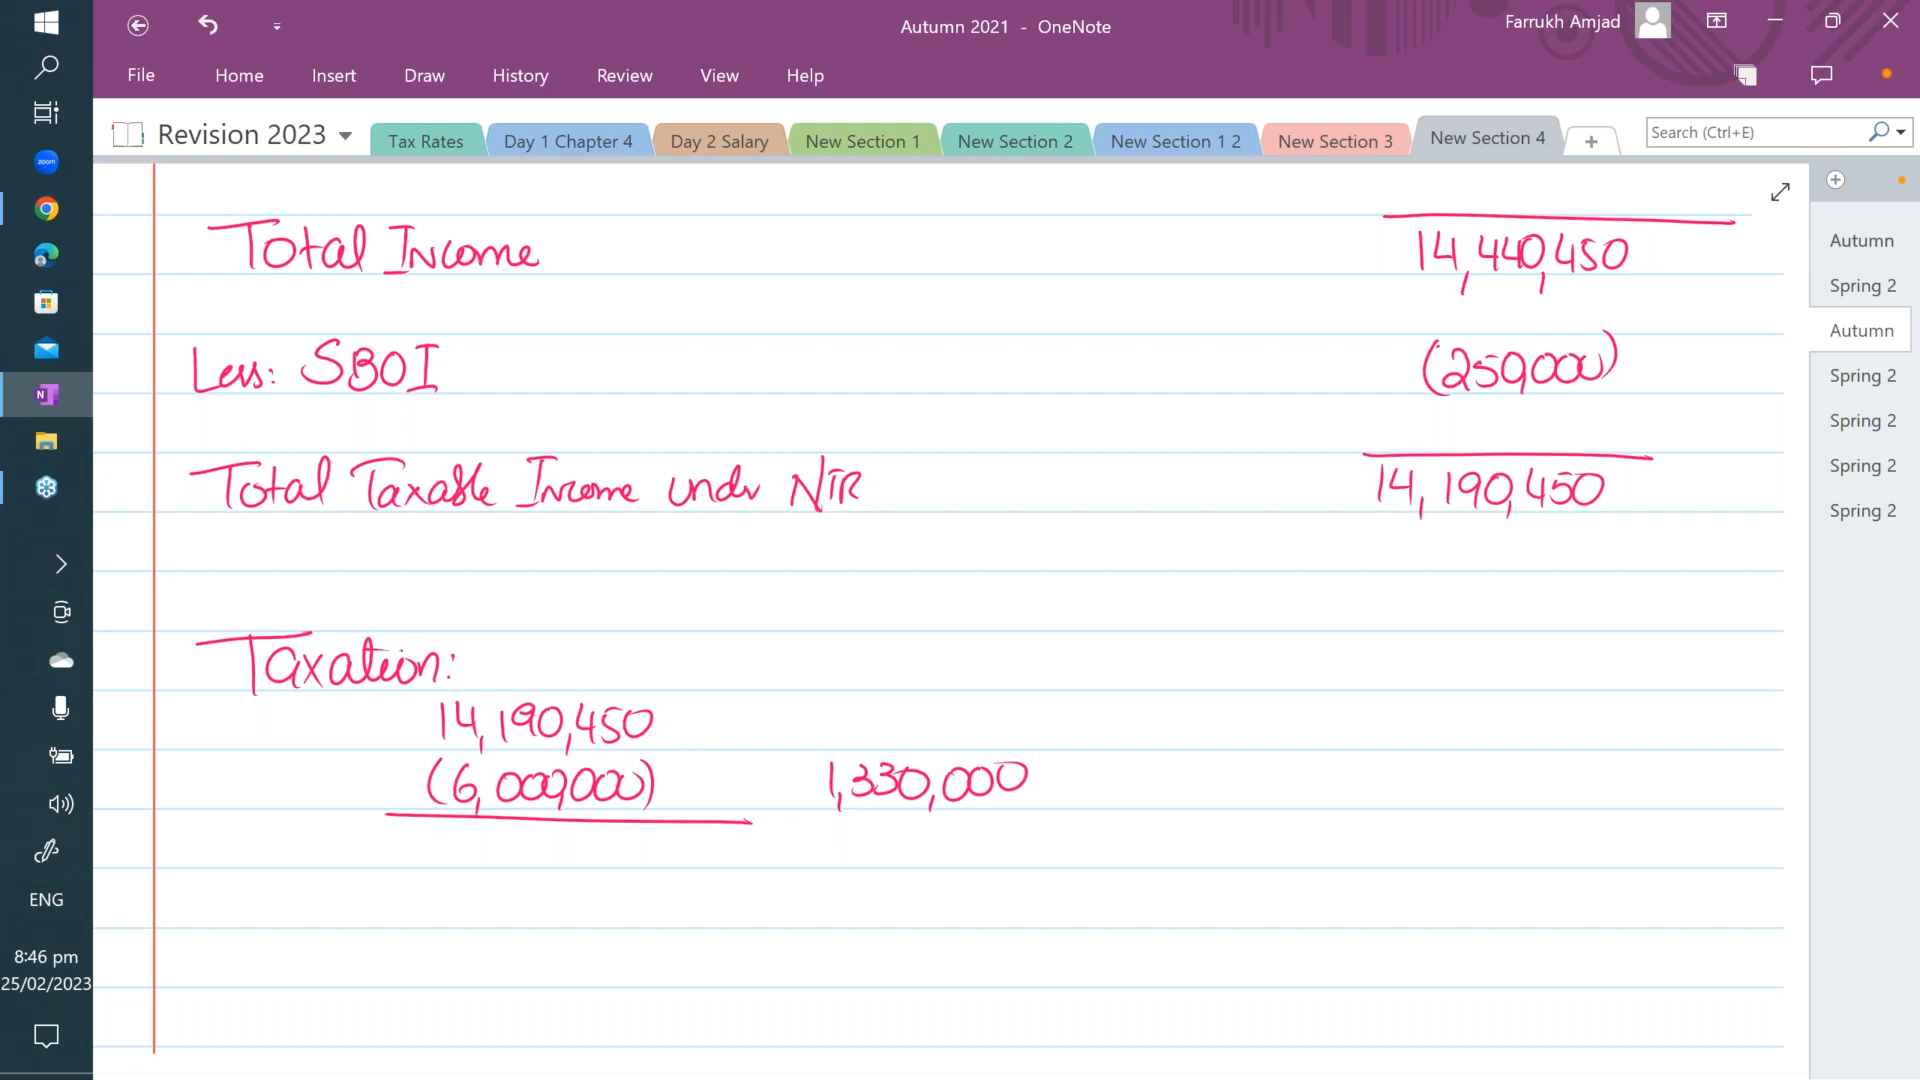 Autumn 2021 - OneNote
Farrukh Amjad
File Home Insert Draw History Review View Help
Revision 2023
Tax Rates
Day 1 Chapter 4
Day 2 Salary
New Section 1
New Section 2
New Section 1 2
New Section 3
New Section 4
Search (Ctrl+E)
zoom
Total Income 14,440,450
Less: SBOI (250,000)
Total Taxable Income under NTR 14,190,450
Taxation:
14,190,450
(6,000,000) 1,330,000
Autumn
Spring 2
Autumn
Spring 2
Spring 2
Spring 2
Spring 2
ENG
8:46 pm
25/02/2023